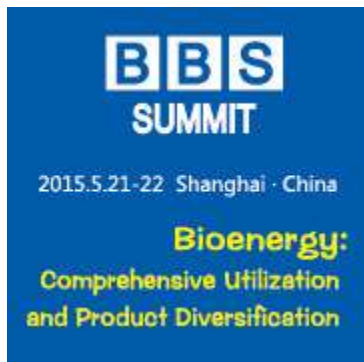 BBS
SUMMIT
2015.5.21-22 Shanghai · China
Bioenergy:
Comprehensive Utilization
and Product Diversification